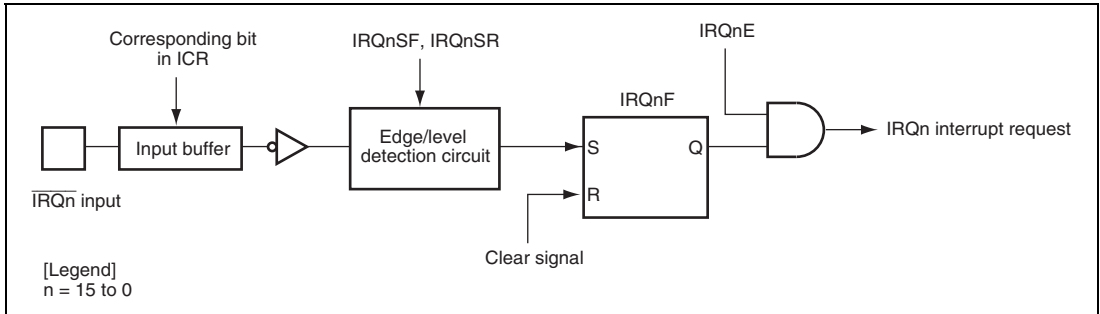 Corresponding bit
in ICR
IRQnSF, IRQnSR
IRQnE
IRQnF
Input buffer
Edge/level
detection circuit
S
Q
R
IRQn interrupt request
IRQn input
Clear signal
[Legend]
n = 15 to 0